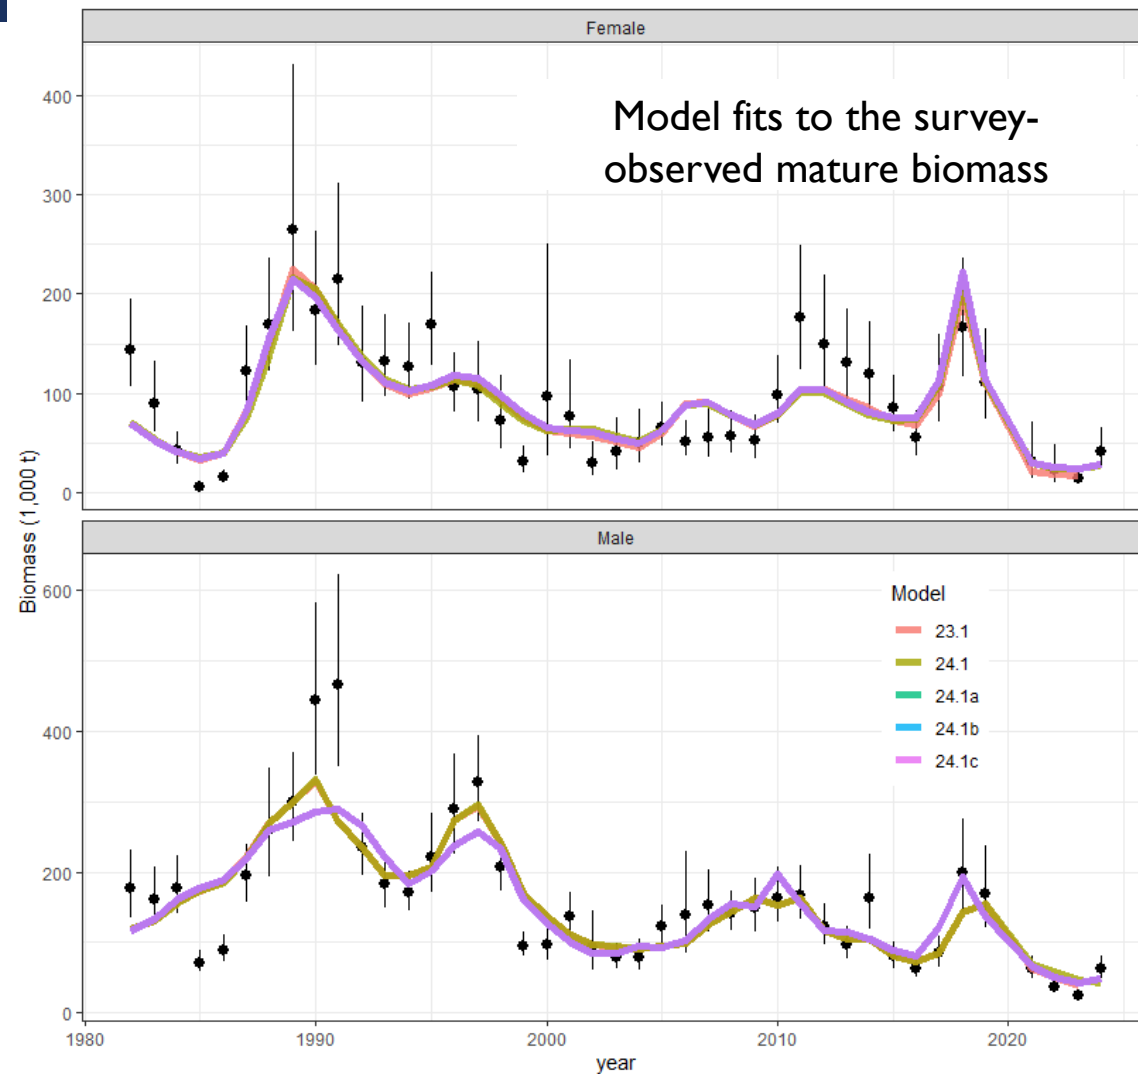 Female
Model fits to the survey-
observed mature biomass
400
300
200
100
0
Biomass (1,000 t)
Male
600
400
200
0
Model
23.1
24.1
24.1a
24.1b
24.1c
1980 1990 2000 2010 2020
year